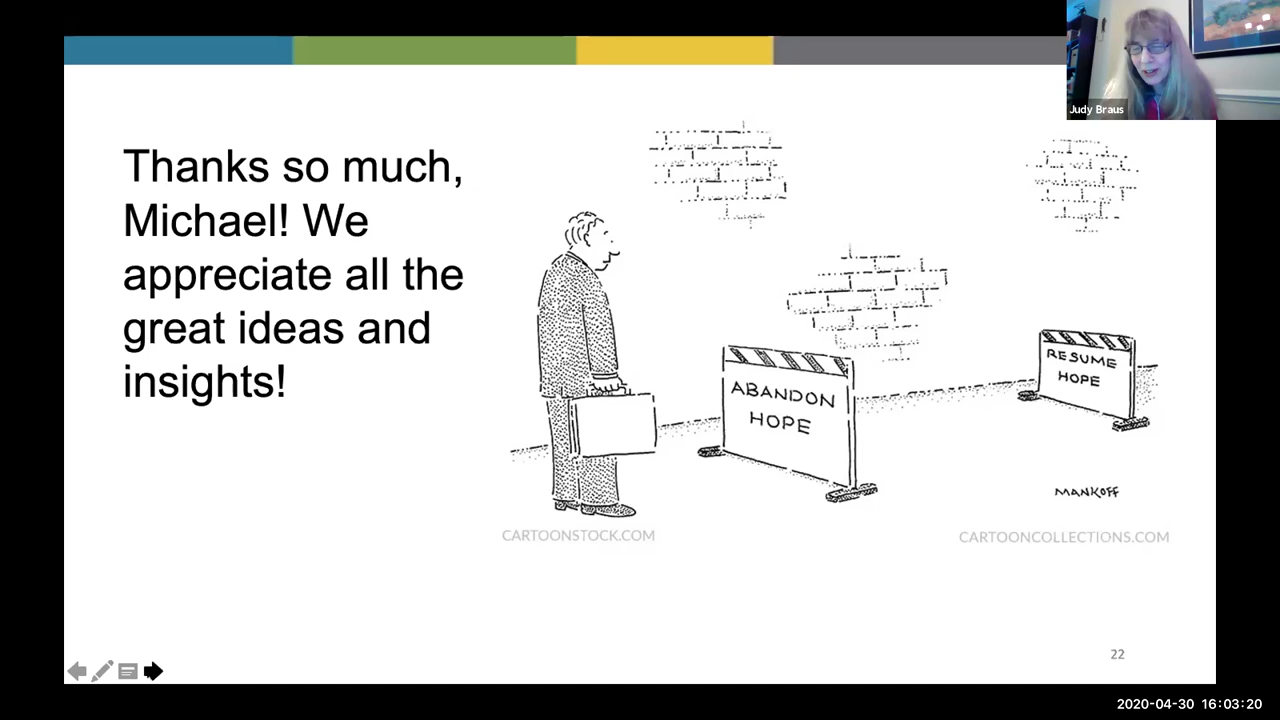 Judy Braus
Thanks so much,
Michael! We
appreciate all the
great ideas and
insights!
ABANDON
HOPE
RESUME
HOPE
MANKOFF
CARTOONSTOCK.COM
CARTOONCOLLECTIONS.COM
22
2020-04-30 16:03:20